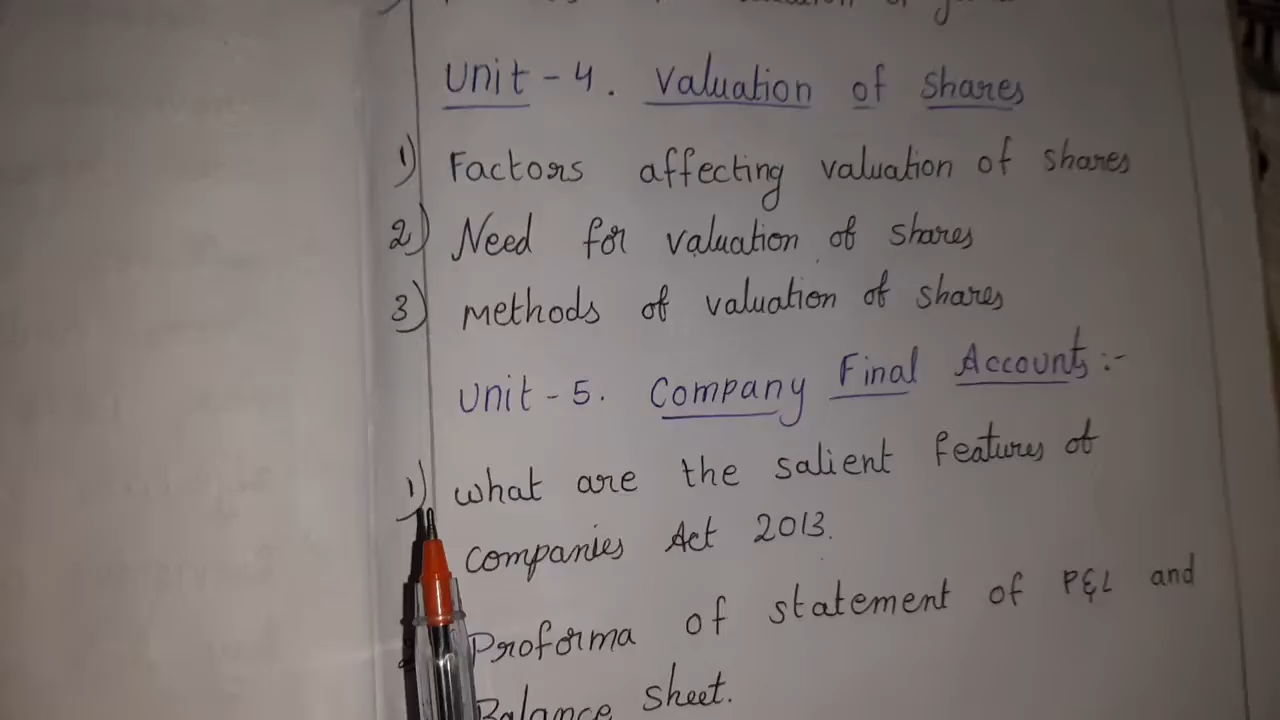 Unit - 4. Valuation of shares
1) Factors affecting valuation of shares
2) Need for valuation of shares
3) methods of valuation of shares
Unit - 5. Company Final Accounts :-
1) what are the salient features of
companies Act 2013.
Proforma of statement of P&L and
Balance sheet.